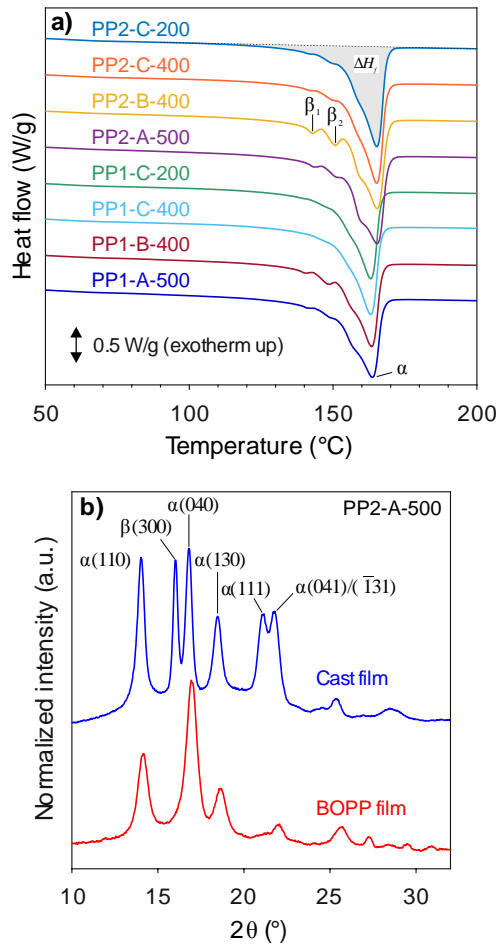 a)
PP2-C-200
PP2-C-400
PP2-B-400
PP2-A-500
PP1-C-200
PP1-C-400
PP1-B-400
PP1-A-500
ΔH_f
β₁
β₂
α
0.5 W/g (exotherm up)
Heat flow (W/g)
50 100 150 200
Temperature (°C)
b)
PP2-A-500
α(040)
β(300)
α(110)
α(130)
α(111)
α(041)/(1̅31)
Cast film
BOPP film
Normalized intensity (a.u.)
10 15 20 25 30
2θ (°)